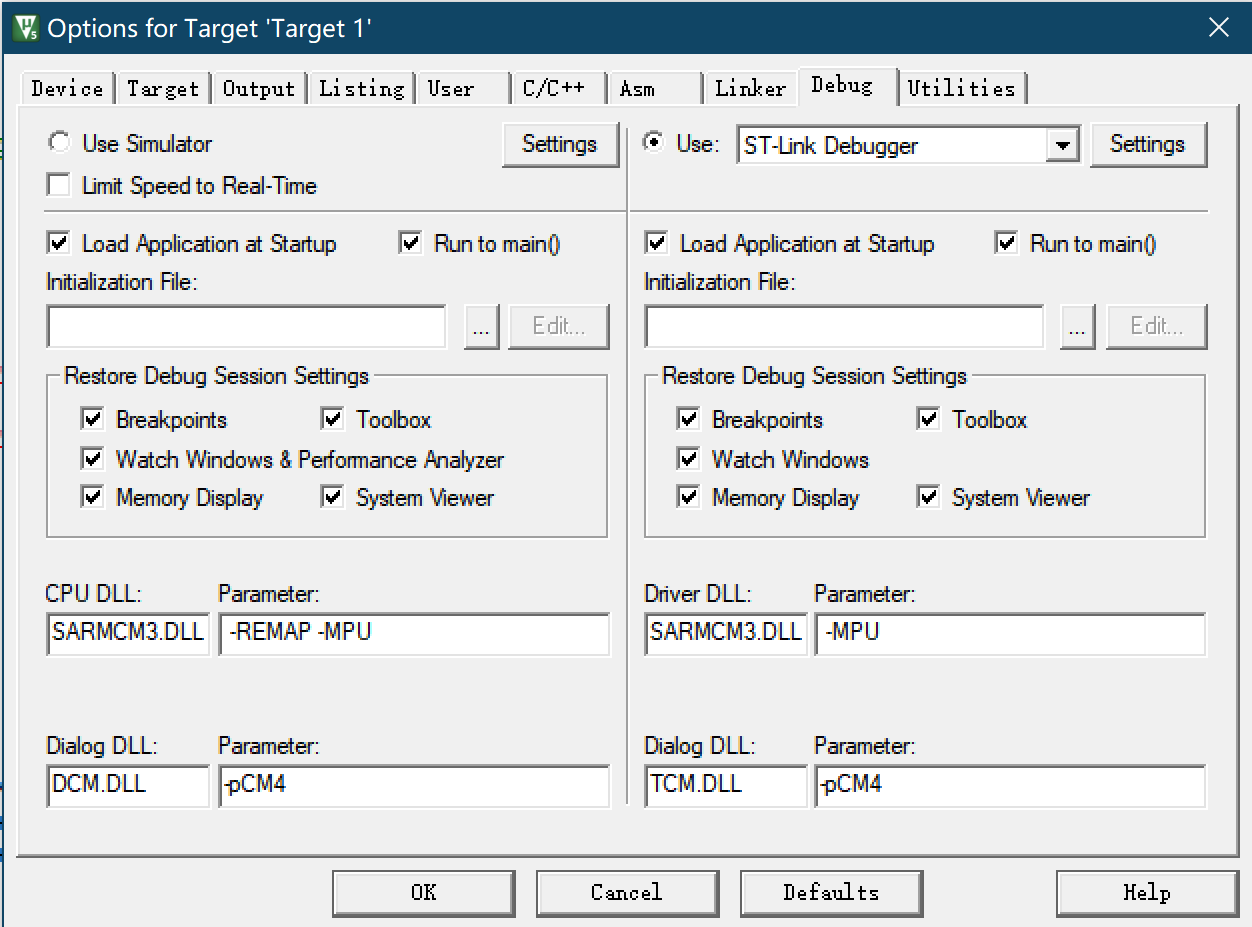 Options for Target 'Target 1'
Device Target Output Listing User C/C++ Asm Linker Debug Utilities
Use Simulator Settings Use: ST-Link Debugger Settings
Limit Speed to Real-Time
Load Application at Startup Run to main() Load Application at Startup Run to main()
Initialization File: Initialization File:
... Edit... ... Edit...
Restore Debug Session Settings Restore Debug Session Settings
Breakpoints Toolbox Breakpoints Toolbox
Watch Windows & Performance Analyzer Watch Windows
Memory Display System Viewer Memory Display System Viewer
CPU DLL: Parameter: Driver DLL: Parameter:
SARMCM3.DLL -REMAP -MPU SARMCM3.DLL -MPU
Dialog DLL: Parameter: Dialog DLL: Parameter:
DCM.DLL -pCM4 TCM.DLL -pCM4
OK Cancel Defaults Help